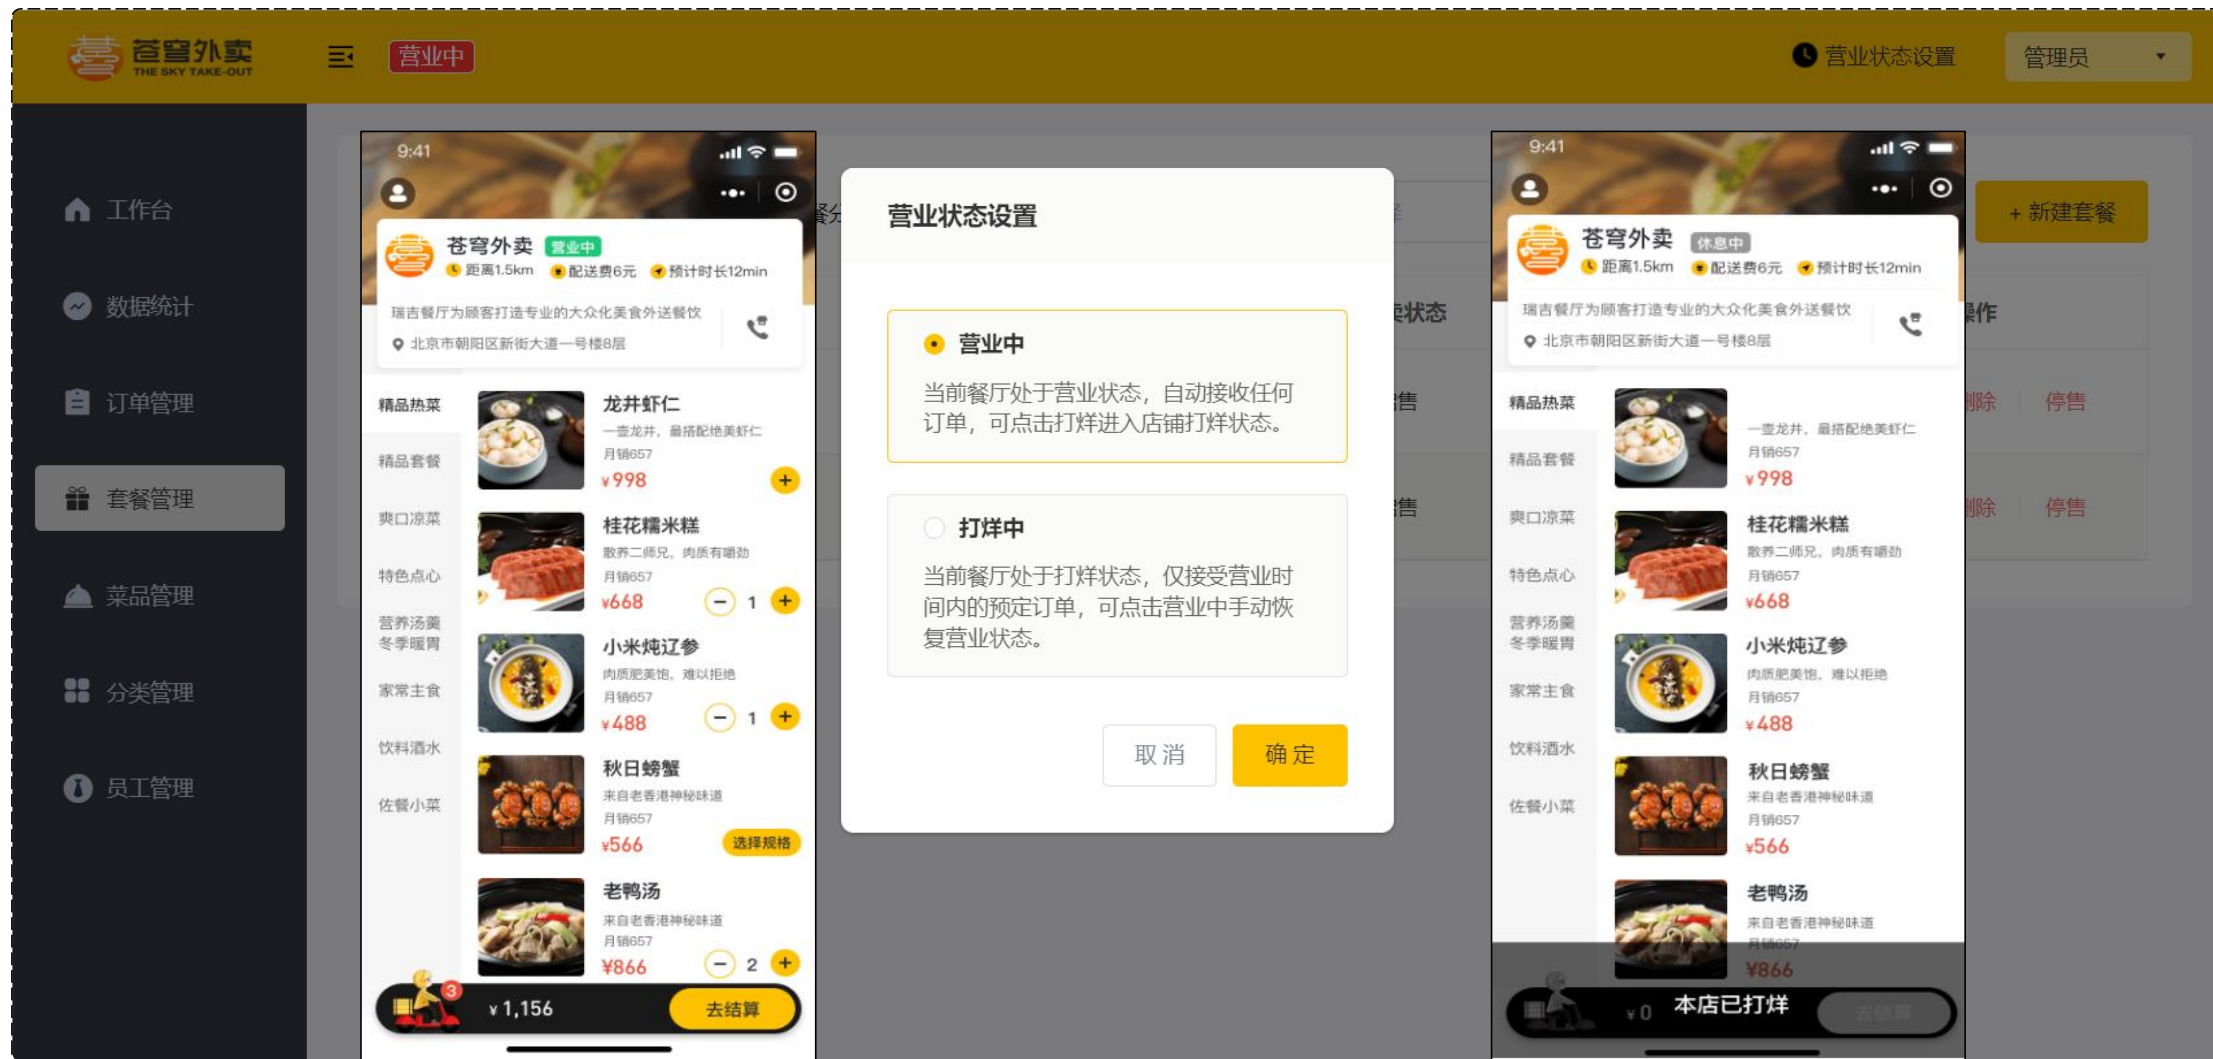 苍穹外卖
THE SKY TAKE-OUT
营业中
营业状态设置
管理员
工作台
数据统计
订单管理
套餐管理
菜品管理
分类管理
员工管理
9:41
苍穹外卖 营业中
距离1.5km 配送费6元 预计时长12min
瑞吉餐厅为顾客打造专业的大众化美食外送餐饮
北京市朝阳区新街大道一号楼8层
精品热菜
精品套餐
爽口凉菜
特色点心
营养汤羹
冬季暖胃
家常主食
饮料酒水
佐餐小菜
龙井虾仁
一壶龙井，最搭配绝美虾仁
月销657
¥998
桂花糯米糕
散养二师兄，肉质有嚼劲
月销657
¥668 1
小米炖辽参
肉质肥美饱，难以拒绝
月销657
¥488 1
秋日螃蟹
来自老香港神秘味道
月销657
¥566 选择规格
老鸭汤
来自老香港神秘味道
月销657
¥866 2
3
¥1,156 去结算
营业状态设置
营业中
当前餐厅处于营业状态，自动接收任何
订单，可点击打烊进入店铺打烊状态。
打烊中
当前餐厅处于打烊状态，仅接受营业时
间内的预定订单，可点击营业中手动恢
复营业状态。
取消 确定
9:41
苍穹外卖 休息中
距离1.5km 配送费6元 预计时长12min
瑞吉餐厅为顾客打造专业的大众化美食外送餐饮
北京市朝阳区新街大道一号楼8层
精品热菜
精品套餐
爽口凉菜
特色点心
营养汤羹
冬季暖胃
家常主食
饮料酒水
佐餐小菜
一壶龙井，最搭配绝美虾仁
月销657
¥998
桂花糯米糕
散养二师兄，肉质有嚼劲
月销657
¥668
小米炖辽参
肉质肥美饱，难以拒绝
月销657
¥488
秋日螃蟹
来自老香港神秘味道
月销657
¥566
老鸭汤
来自老香港神秘味道
月销657
¥866
¥0 本店已打烊 去结算
+ 新建套餐
状态
作
售
除 停售
售
除 停售